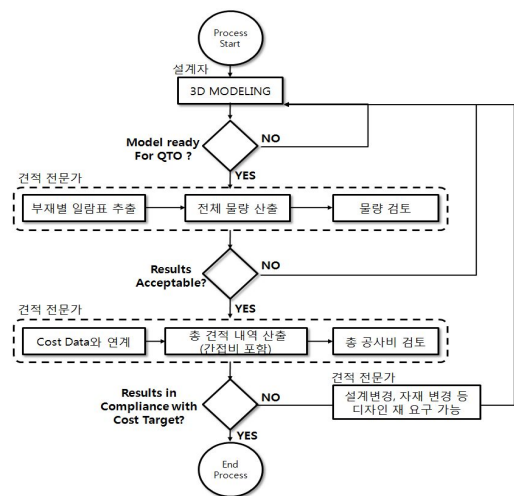 Process
Start
설계자
3D MODELING
Model ready
For QTO ?
NO
YES
견적 전문가
부재별 일람표 추출
전체 물량 산출
물량 검토
Results
Acceptable?
NO
YES
견적 전문가
Cost Data와 연계
총 견적 내역 산출
(간접비 포함)
총 공사비 검토
Results in
Compliance with
Cost Target?
NO
YES
견적 전문가
설계변경, 자재 변경 등
디자인 재 요구 가능
End
Process